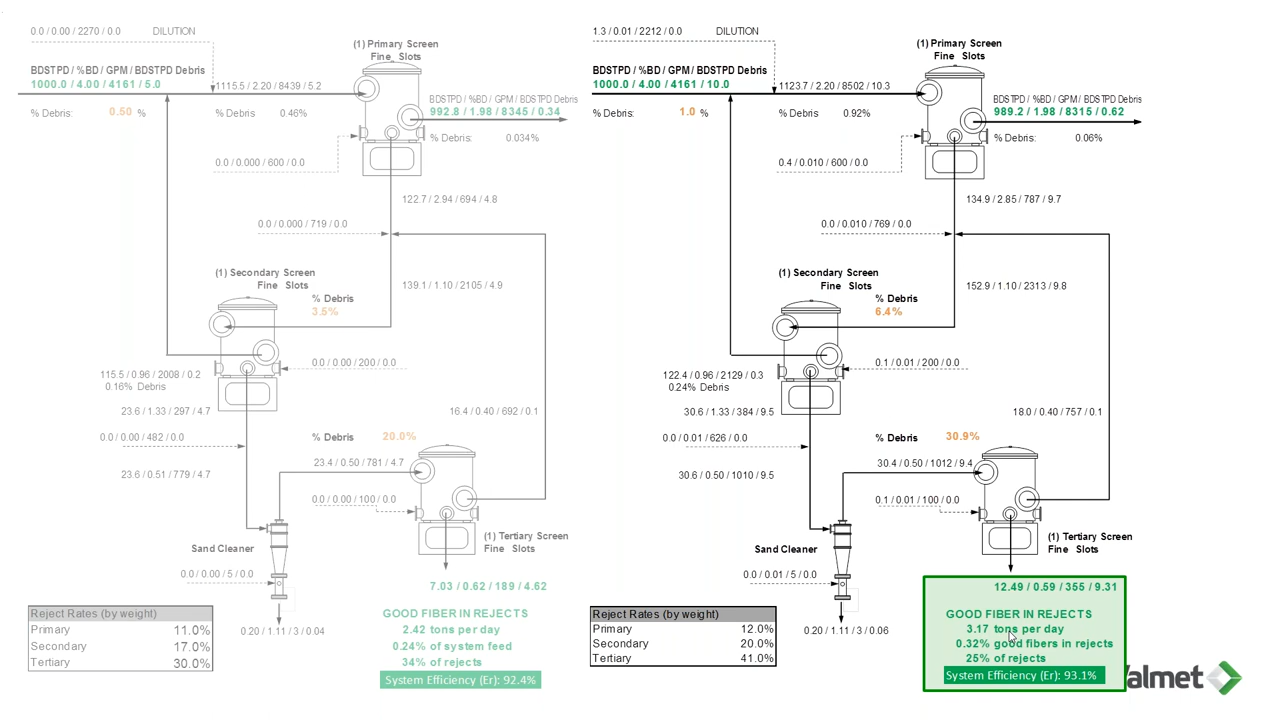 0.0 / 0.00 / 2270 / 0.0 DILUTION
(1) Primary Screen
Fine Slots
BDSTPD / %BD / GPM / BDSTPD Debris
1000.0 / 4.00 / 4161 / 5.0
1115.5 / 2.20 / 8439 / 5.2
BDSTPD / %BD / GPM / BDSTPD Debris
992.8 / 1.98 / 8345 / 0.34
% Debris: 0.50 %
% Debris 0.46%
% Debris: 0.034%
0.0 / 0.000 / 600 / 0.0
122.7 / 2.94 / 694 / 4.8
0.0 / 0.000 / 719 / 0.0
(1) Secondary Screen
Fine Slots
139.1 / 1.10 / 2105 / 4.9
% Debris
3.5%
0.0 / 0.00 / 200 / 0.0
115.5 / 0.96 / 2008 / 0.2
0.16% Debris
23.6 / 1.33 / 297 / 4.7
16.4 / 0.40 / 692 / 0.1
0.0 / 0.00 / 482 / 0.0
% Debris 20.0%
23.4 / 0.50 / 781 / 4.7
23.6 / 0.51 / 779 / 4.7
0.0 / 0.00 / 100 / 0.0
(1) Tertiary Screen
Fine Slots
Sand Cleaner
0.0 / 0.00 / 5 / 0.0
7.03 / 0.62 / 189 / 4.62
Reject Rates (by weight)
Primary 11.0%
Secondary 17.0%
Tertiary 30.0%
0.20 / 1.11 / 3 / 0.04
GOOD FIBER IN REJECTS
2.42 tons per day
0.24% of system feed
34% of rejects
System Efficiency (Er): 92.4%
1.3 / 0.01 / 2212 / 0.0 DILUTION
(1) Primary Screen
Fine Slots
BDSTPD / %BD / GPM / BDSTPD Debris
1000.0 / 4.00 / 4161 / 10.0
1123.7 / 2.20 / 8502 / 10.3
BDSTPD / %BD / GPM / BDSTPD Debris
989.2 / 1.98 / 8315 / 0.62
% Debris: 1.0 %
% Debris 0.92%
% Debris: 0.06%
0.4 / 0.010 / 600 / 0.0
134.9 / 2.85 / 787 / 9.7
0.0 / 0.010 / 769 / 0.0
(1) Secondary Screen
Fine Slots
152.9 / 1.10 / 2313 / 9.8
% Debris
6.4%
0.1 / 0.01 / 200 / 0.0
122.4 / 0.96 / 2129 / 0.3
0.24% Debris
30.6 / 1.33 / 384 / 9.5
18.0 / 0.40 / 757 / 0.1
0.0 / 0.01 / 626 / 0.0
% Debris 30.9%
30.4 / 0.50 / 1012 / 9.4
30.6 / 0.50 / 1010 / 9.5
0.1 / 0.01 / 100 / 0.0
(1) Tertiary Screen
Fine Slots
Sand Cleaner
0.0 / 0.01 / 5 / 0.0
12.49 / 0.59 / 355 / 9.31
Reject Rates (by weight)
Primary 12.0%
Secondary 20.0%
Tertiary 41.0%
0.20 / 1.11 / 3 / 0.06
GOOD FIBER IN REJECTS
3.17 tons per day
0.32% good fibers in rejects
25% of rejects
System Efficiency (Er): 93.1%
Valmet